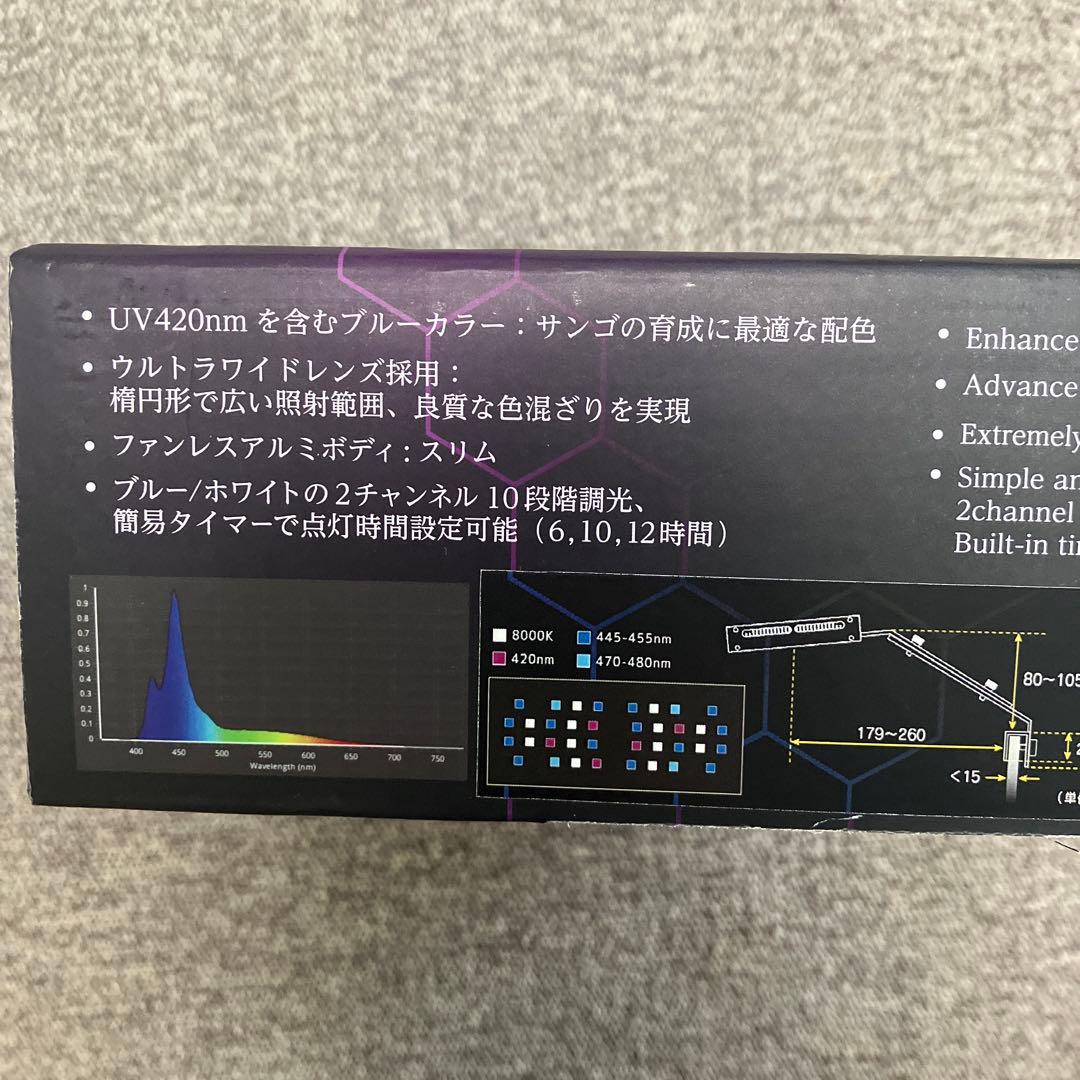 • UV420nm を含むブルーカラー：サンゴの育成に最適な配色
• ウルトラワイドレンズ採用：
楕円形で広い照射範囲、良質な色混ざりを実現
• ファンレスアルミボディ：スリム
• ブルー/ホワイトの2チャンネル 10段階調光、
簡易タイマーで点灯時間設定可能（6,10,12時間）
• Enhance
• Advance
• Extremely
• Simple an
2channel
Built-in ti
1
0.9
0.8
0.7
0.6
0.5
0.4
0.3
0.2
0.1
0
400 450 500 550 600 650 700 750
Wavelength (nm)
8000K 445-455nm
420nm 470-480nm
80~105
179~260
2
<15
(単